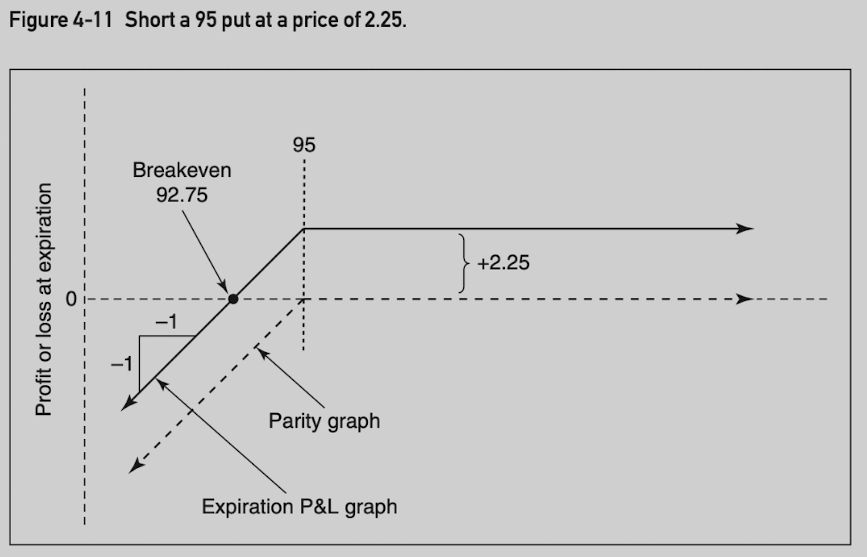 Figure 4-11 Short a 95 put at a price of 2.25.
95
Breakeven
92.75
Profit or loss at expiration
+2.25
0
–1
–1
Parity graph
Expiration P&L graph